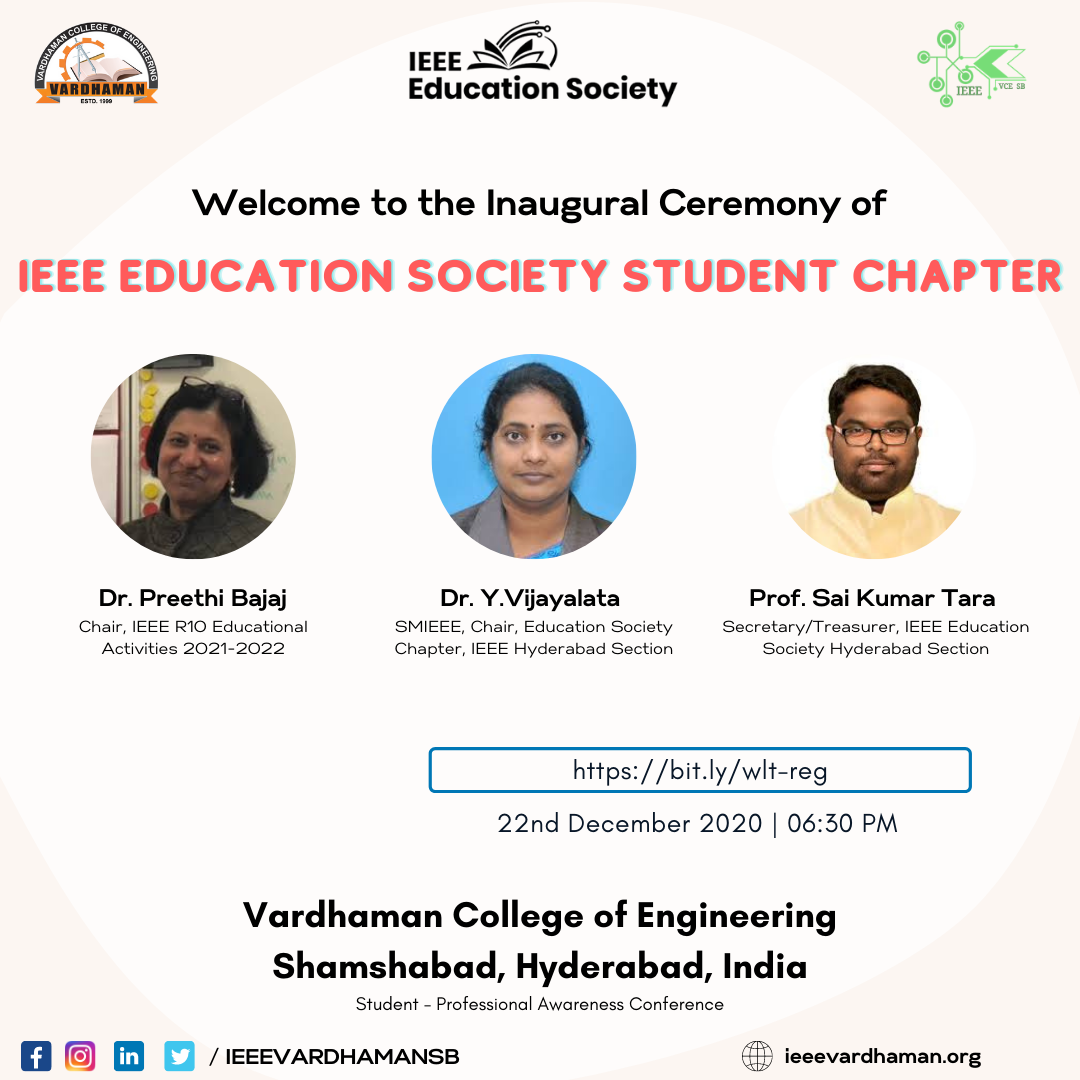 VARDHAMAN COLLEGE OF ENGINEERING
VARDHAMAN
ESTD. 1999
IEEE
Education Society
IEEE
VCE SB
Welcome to the Inaugural Ceremony of
IEEE EDUCATION SOCIETY STUDENT CHAPTER
Dr. Preethi Bajaj
Chair, IEEE R10 Educational
Activities 2021-2022
Dr. Y.Vijayalata
SMIEEE, Chair, Education Society
Chapter, IEEE Hyderabad Section
Prof. Sai Kumar Tara
Secretary/Treasurer, IEEE Education
Society Hyderabad Section
https://bit.ly/wlt-reg
22nd December 2020 | 06:30 PM
Vardhaman College of Engineering
Shamshabad, Hyderabad, India
Student - Professional Awareness Conference
/ IEEEVARDHAMANSB
ieeevardhaman.org